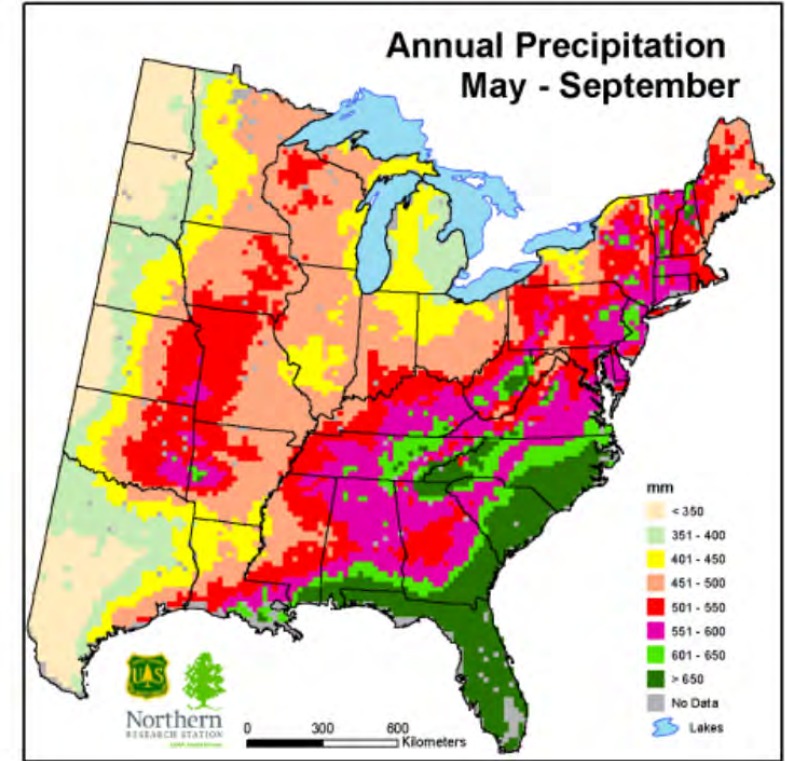 Annual Precipitation
May - September
mm
< 350
351 - 400
401 - 450
451 - 500
501 - 550
551 - 600
601 - 650
> 650
No Data
Lakes
UAS
Northern
RESEARCH STATION
0 300 600
Kilometers